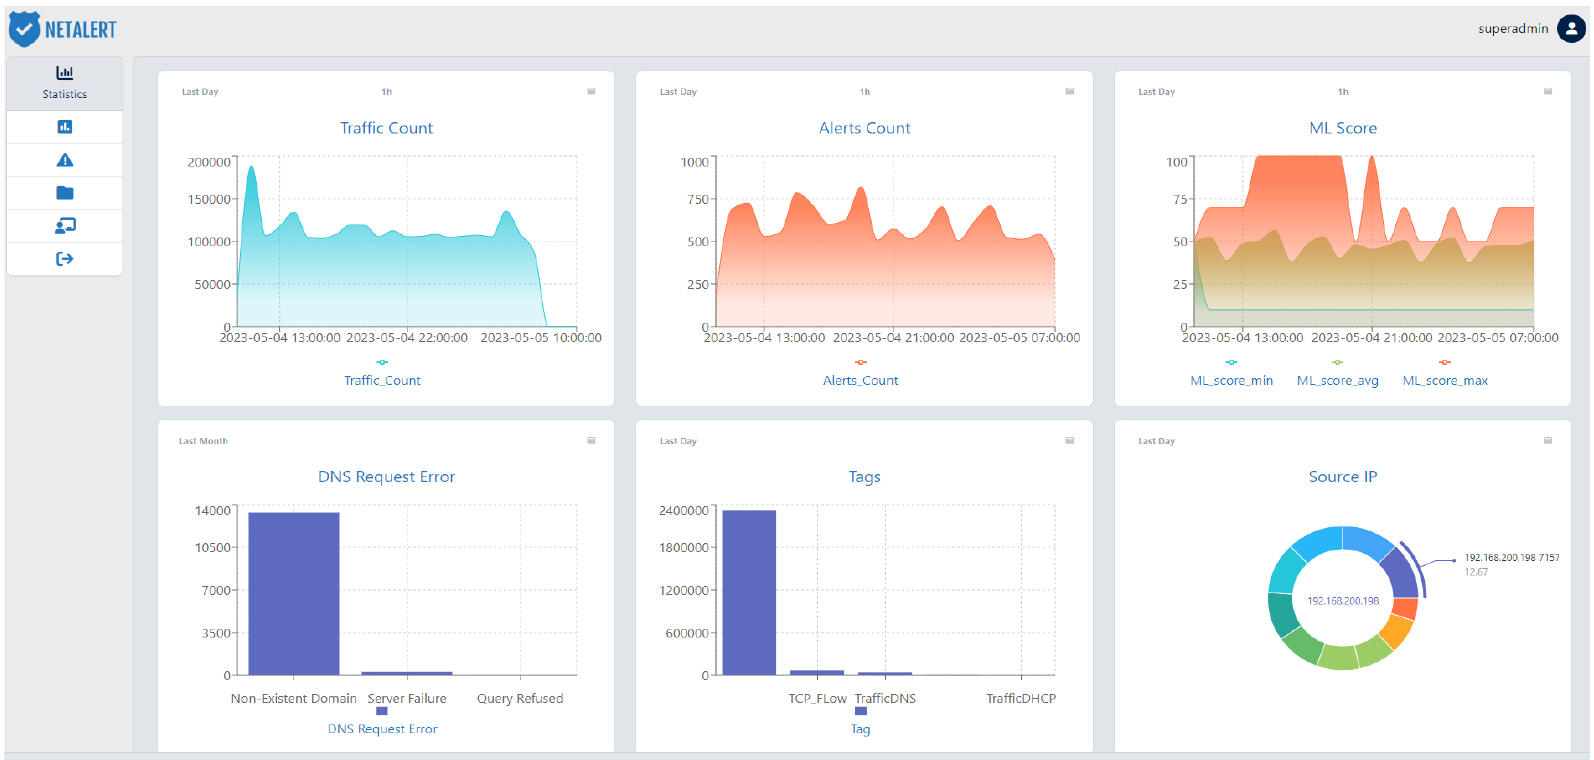 NETALERT
superadmin
Statistics
Last Day 1h
Traffic Count
200000
150000
100000
50000
0
2023-05-04 13:00:00 2023-05-04 22:00:00 2023-05-05 10:00:00
Traffic_Count
Last Day 1h
Alerts Count
1000
750
500
250
0
2023-05-04 13:00:00 2023-05-04 21:00:00 2023-05-05 07:00:00
Alerts_Count
Last Day 1h
ML Score
100
75
50
25
0
2023-05-04 13:00:00 2023-05-04 21:00:00 2023-05-05 07:00:00
ML_score_min ML_score_avg ML_score_max
Last Month
DNS Request Error
14000
10500
7000
3500
0
Non-Existent Domain Server Failure Query Refused
DNS Request Error
Last Day
Tags
2400000
1800000
1200000
600000
0
TCP_FLow TrafficDNS TrafficDHCP
Tag
Last Day
Source IP
192.168.200.198 7157
12.67
192.168.200.198